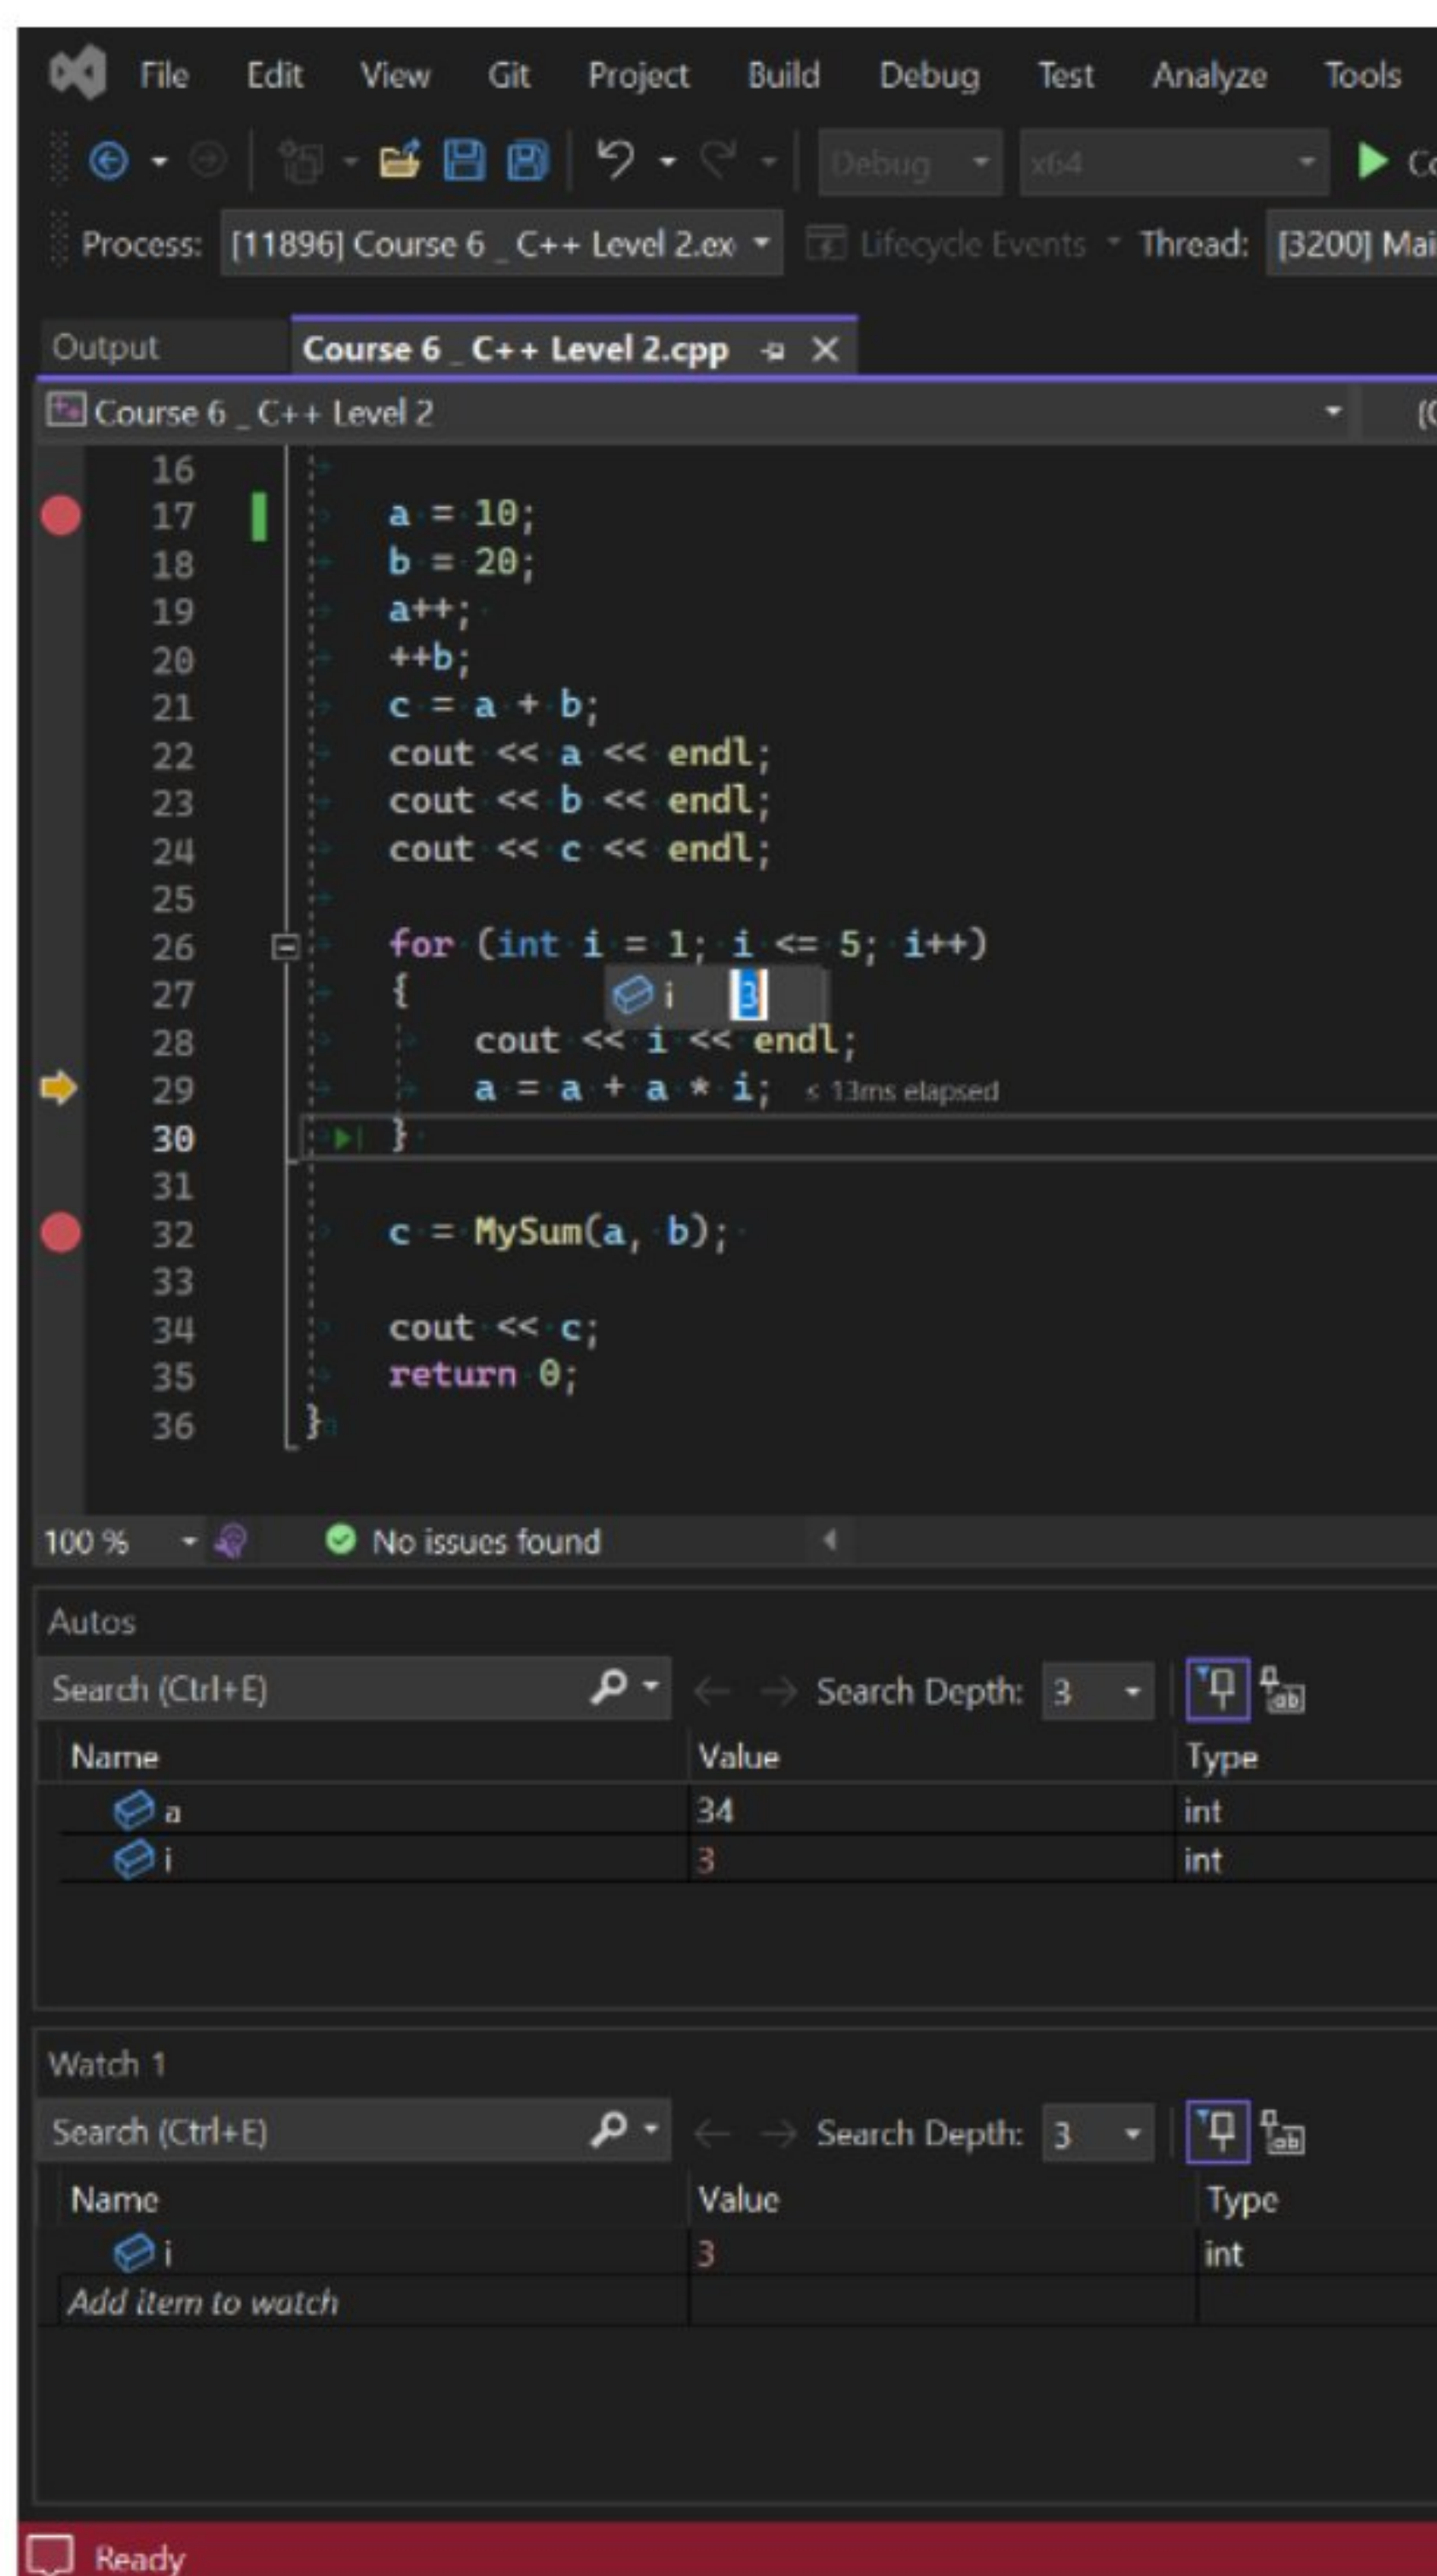 File Edit View Git Project Build Debug Test Analyze Tools
Debug x64
Process: [11896] Course 6 _ C++ Level 2.ex Lifecycle Events Thread: [3200] Mai
Output Course 6 _ C++ Level 2.cpp
Course 6 _ C++ Level 2
16
17 a = 10;
18 b = 20;
19 a++;
20 ++b;
21 c = a + b;
22 cout << a << endl;
23 cout << b << endl;
24 cout << c << endl;
25
26 for (int i = 1; i <= 5; i++)
27 { i 3
28 cout << i << endl;
29 a = a + a * i; ≤ 13ms elapsed
30 }
31
32 c = MySum(a, b);
33
34 cout << c;
35 return 0;
36 }
100 % No issues found
Autos
Search (Ctrl+E) Search Depth: 3
Name Value Type
a 34 int
i 3 int
Watch 1
Search (Ctrl+E) Search Depth: 3
Name Value Type
i 3 int
Add item to watch
Ready